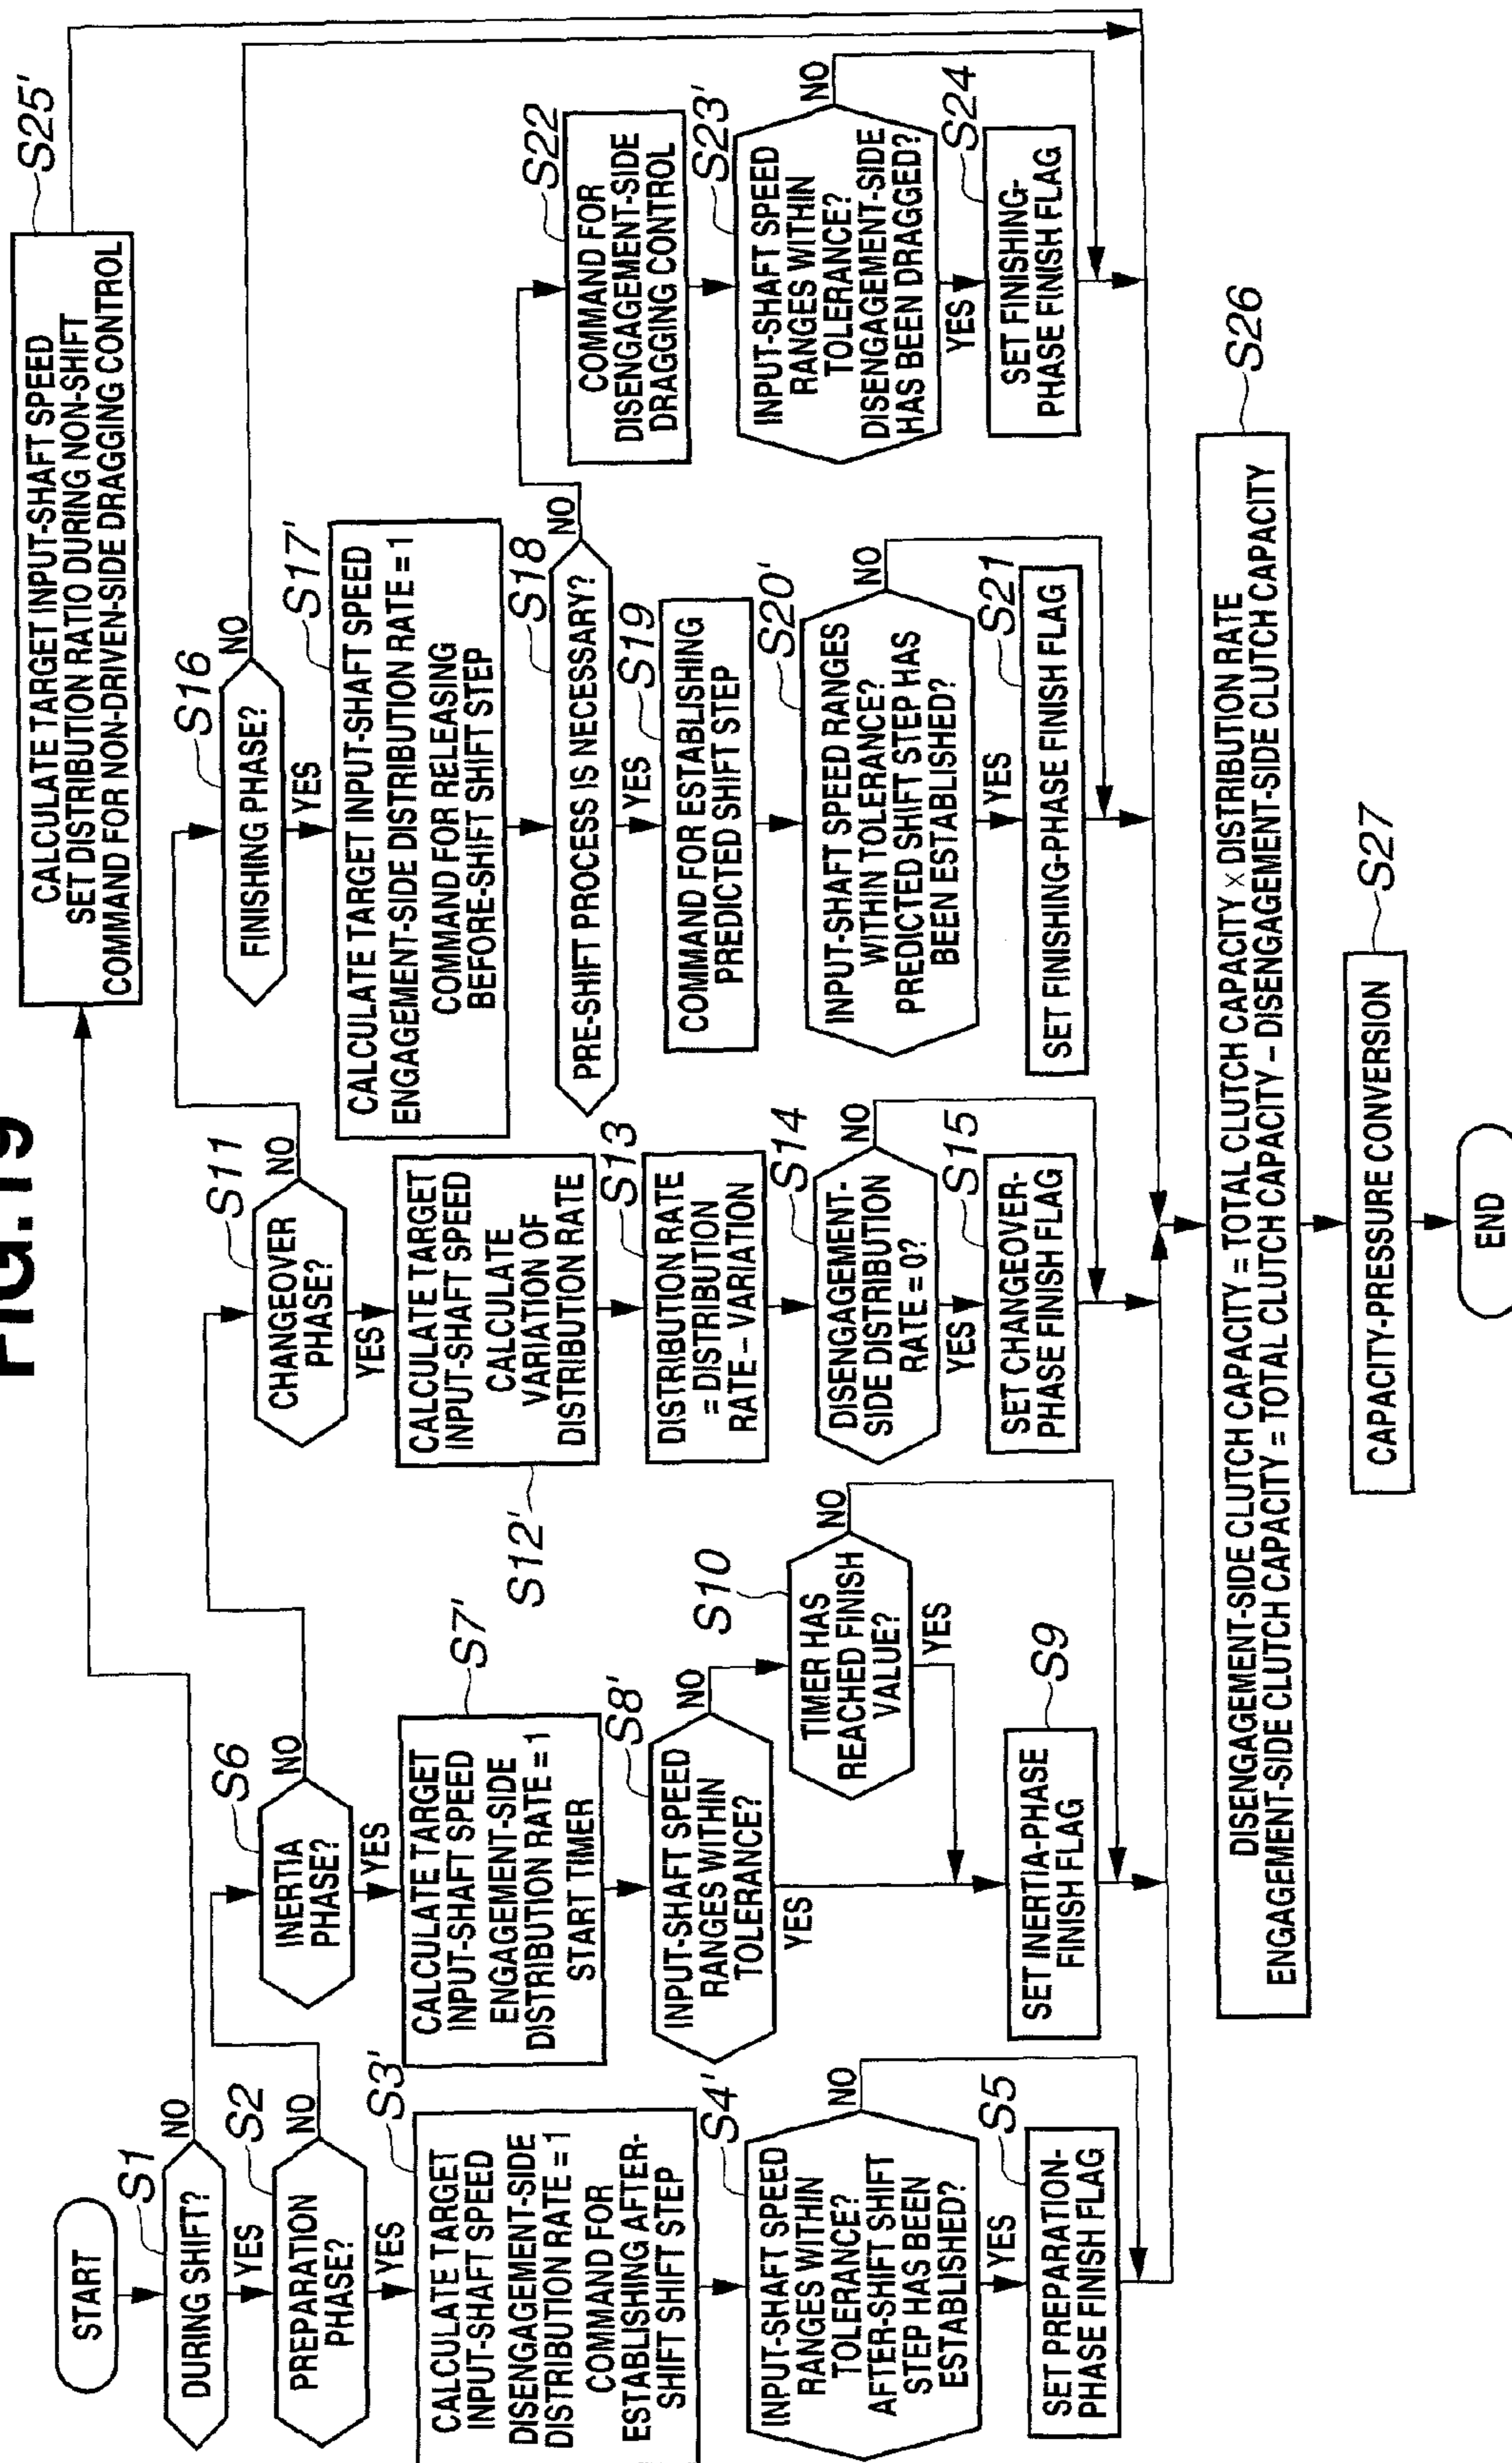 FIG.19
START
S1
DURING SHIFT?
NO
YES
S2
PREPARATION
PHASE?
NO
YES
S3'
CALCULATE TARGET
INPUT-SHAFT SPEED
DISENGAGEMENT-SIDE
DISTRIBUTION RATE = 1
COMMAND FOR
ESTABLISHING AFTER-
SHIFT SHIFT STEP
S4'
INPUT-SHAFT SPEED
RANGES WITHIN
TOLERANCE?
AFTER-SHIFT SHIFT
STEP HAS BEEN
ESTABLISHED?
NO
YES
S5
SET PREPARATION-
PHASE FINISH FLAG
S6
INERTIA
PHASE?
NO
YES
S7'
CALCULATE TARGET
INPUT-SHAFT SPEED
ENGAGEMENT-SIDE
DISTRIBUTION RATE = 1
START TIMER
S8'
INPUT-SHAFT SPEED
RANGES WITHIN
TOLERANCE?
NO
YES
S10
TIMER HAS
REACHED FINISH
VALUE?
NO
YES
S9
SET INERTIA-PHASE
FINISH FLAG
S11
CHANGEOVER
PHASE?
NO
YES
S12'
CALCULATE TARGET
INPUT-SHAFT SPEED
CALCULATE
VARIATION OF
DISTRIBUTION RATE
S13
DISTRIBUTION RATE
= DISTRIBUTION
RATE – VARIATION
S14
DISENGAGEMENT-
SIDE DISTRIBUTION
RATE = 0?
NO
YES
S15
SET CHANGEOVER-
PHASE FINISH FLAG
S16
FINISHING PHASE?
NO
YES
S17'
CALCULATE TARGET INPUT-SHAFT SPEED
ENGAGEMENT-SIDE DISTRIBUTION RATE = 1
COMMAND FOR RELEASING
BEFORE-SHIFT SHIFT STEP
S18
PRE-SHIFT PROCESS IS NECESSARY?
NO
YES
S19
COMMAND FOR ESTABLISHING
PREDICTED SHIFT STEP
S20'
INPUT-SHAFT SPEED RANGES
WITHIN TOLERANCE?
PREDICTED SHIFT STEP HAS
BEEN ESTABLISHED?
NO
YES
S21
SET FINISHING-PHASE FINISH FLAG
S22
COMMAND FOR
DISENGAGEMENT-SIDE
DRAGGING CONTROL
S23'
INPUT-SHAFT SPEED
RANGES WITHIN
TOLERANCE?
DISENGAGEMENT-SIDE
HAS BEEN DRAGGED?
NO
YES
S24
SET FINISHING-
PHASE FINISH FLAG
S25'
CALCULATE TARGET INPUT-SHAFT SPEED
SET DISTRIBUTION RATIO DURING NON-SHIFT
COMMAND FOR NON-DRIVEN-SIDE DRAGGING CONTROL
S26
DISENGAGEMENT-SIDE CLUTCH CAPACITY = TOTAL CLUTCH CAPACITY × DISTRIBUTION RATE
ENGAGEMENT-SIDE CLUTCH CAPACITY = TOTAL CLUTCH CAPACITY – DISENGAGEMENT-SIDE CLUTCH CAPACITY
S27
CAPACITY-PRESSURE CONVERSION
END